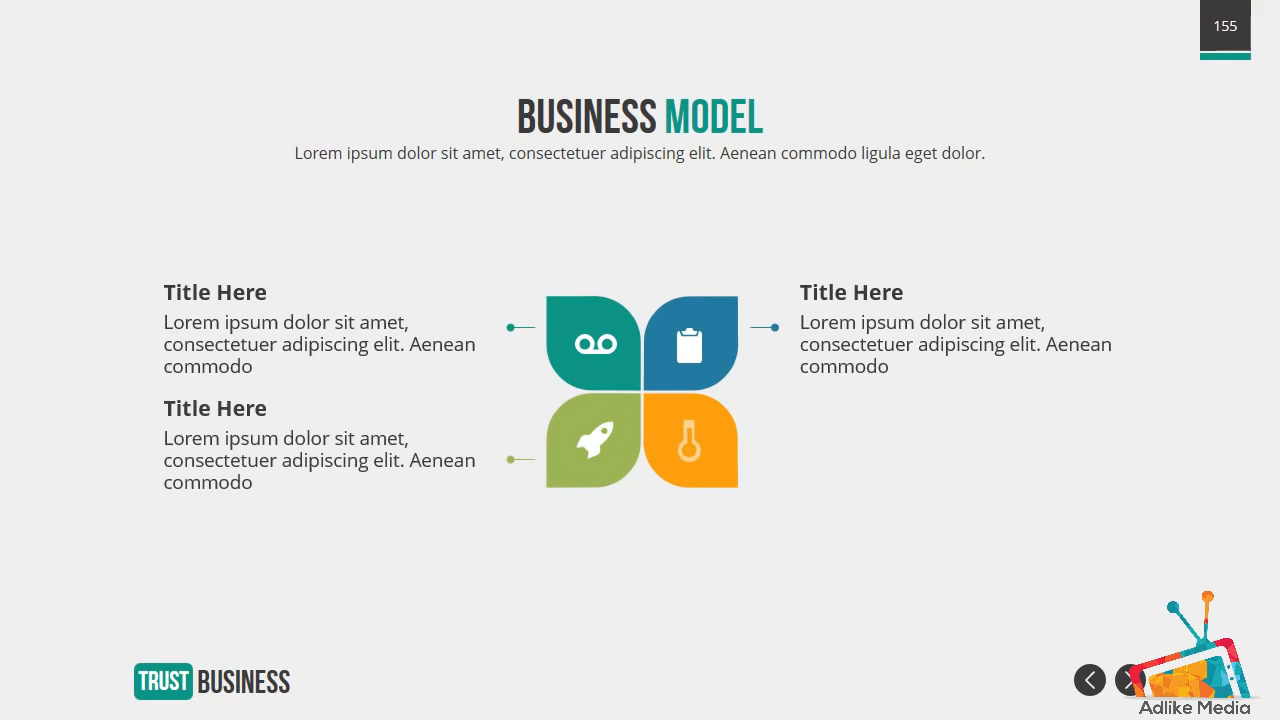 155
BUSINESS MODEL
Lorem ipsum dolor sit amet, consectetuer adipiscing elit. Aenean commodo ligula eget dolor.
Title Here
Lorem ipsum dolor sit amet,
consectetuer adipiscing elit. Aenean
commodo
Title Here
Lorem ipsum dolor sit amet,
consectetuer adipiscing elit. Aenean
commodo
Title Here
Lorem ipsum dolor sit amet,
consectetuer adipiscing elit. Aenean
commodo
TRUST BUSINESS
Adlike Media